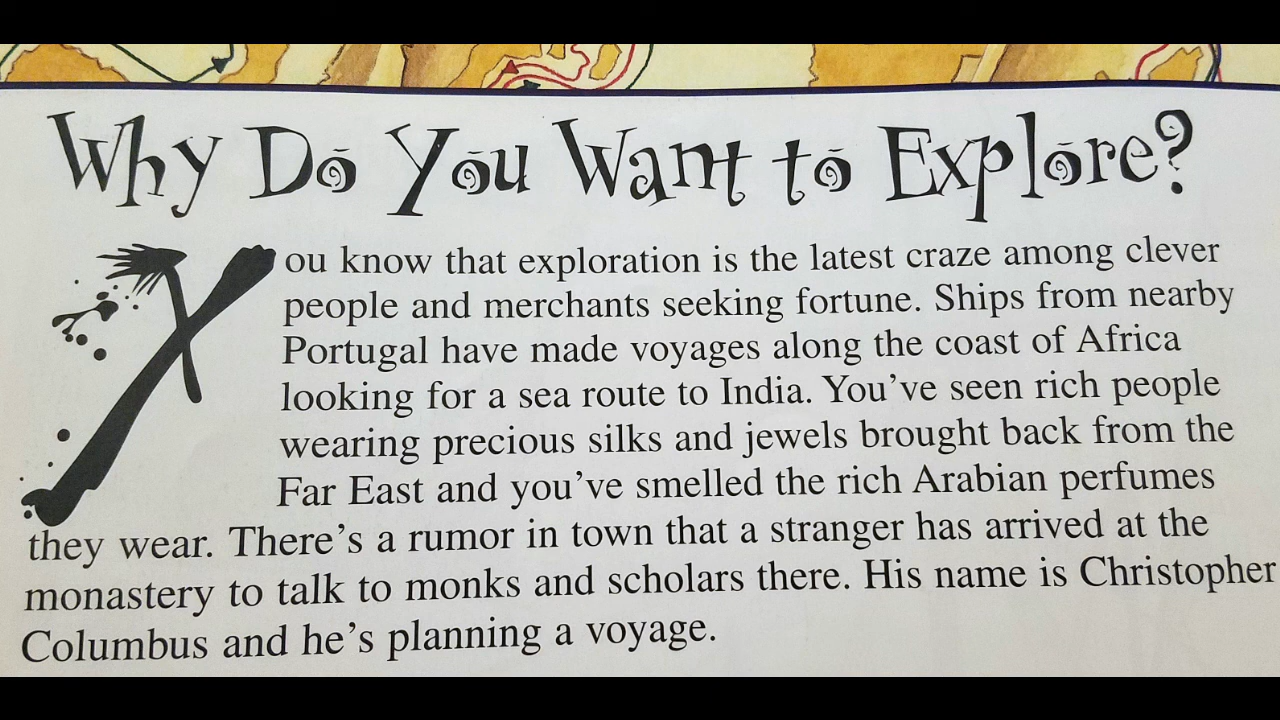 Why Do You Want to Explore?
You know that exploration is the latest craze among clever
people and merchants seeking fortune. Ships from nearby
Portugal have made voyages along the coast of Africa
looking for a sea route to India. You've seen rich people
wearing precious silks and jewels brought back from the
Far East and you've smelled the rich Arabian perfumes
they wear. There's a rumor in town that a stranger has arrived at the
monastery to talk to monks and scholars there. His name is Christopher
Columbus and he's planning a voyage.